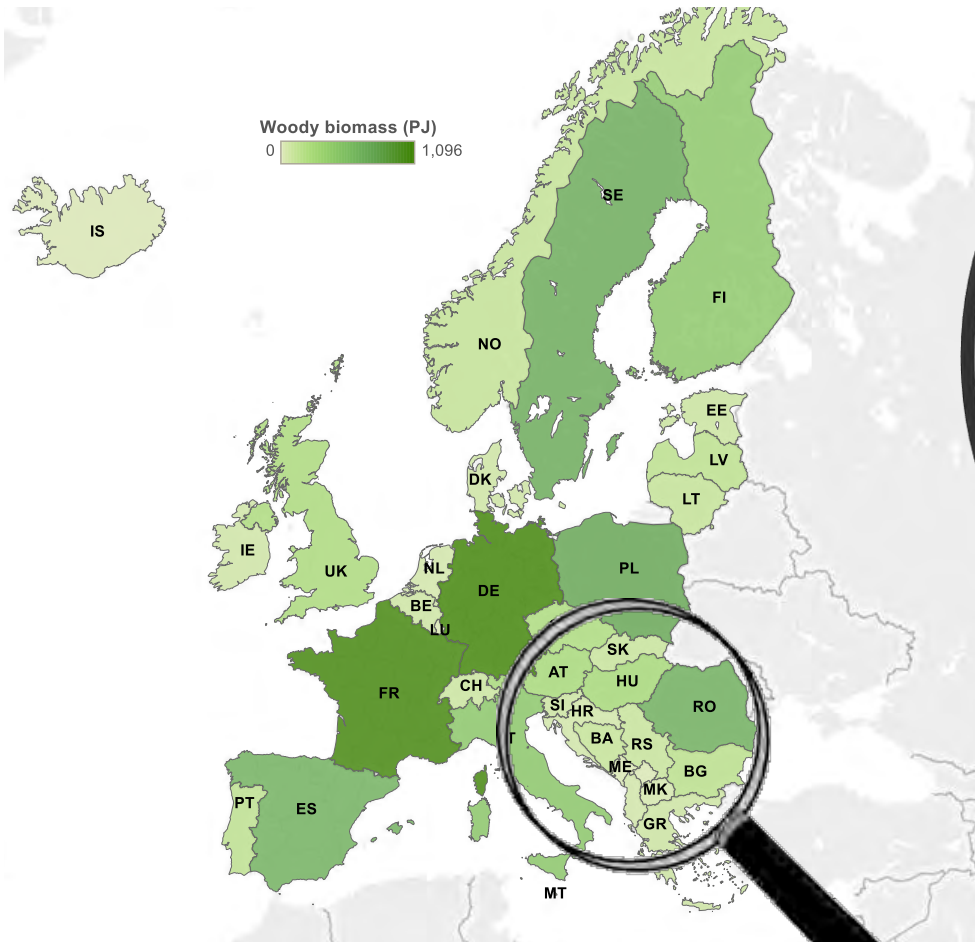 Woody biomass (PJ)
0 1,096
SE
IS
FI
NO
EE
LV
DK
LT
IE
NL
PL
UK
DE
BE
LU
SK
AT
CH
HU
FR
SI
HR
RO
T
BA
RS
ME
BG
MK
PT
ES
GR
MT